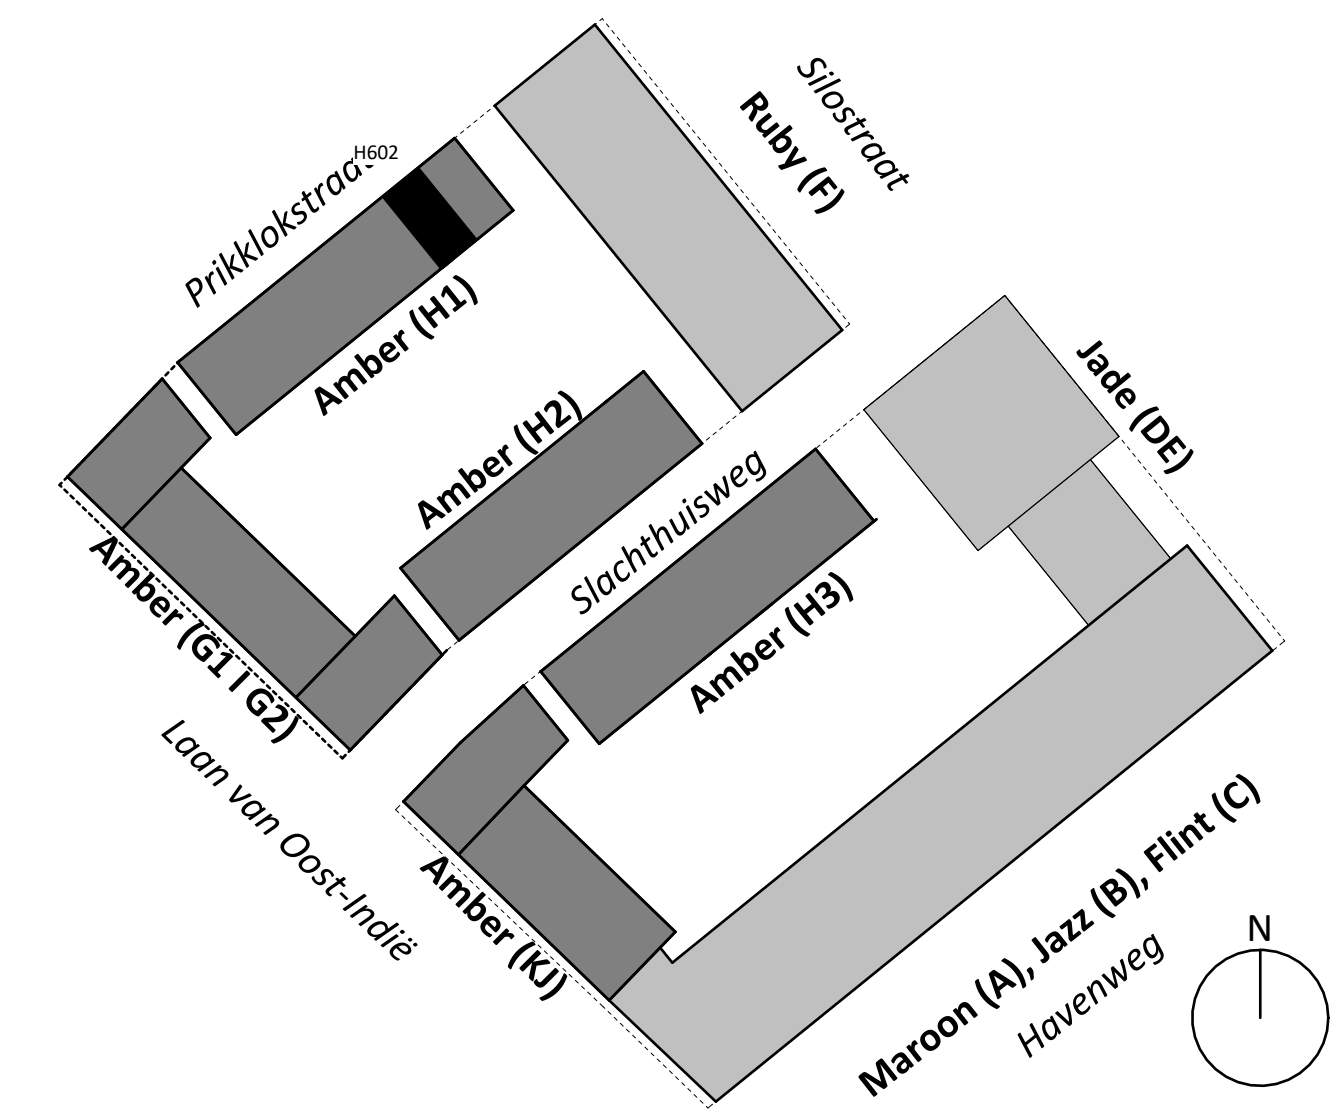 Silostraat
Ruby (F)
H602
Prikklokstraat
Amber (H1)
Jade (DE)
Amber (H2)
Slachthuisweg
Amber (G1 I G2)
Amber (H3)
Laan van Oost-Indië
Amber (KJ)
Maroon (A), Jazz (B), Flint (C)
Havenweg
N